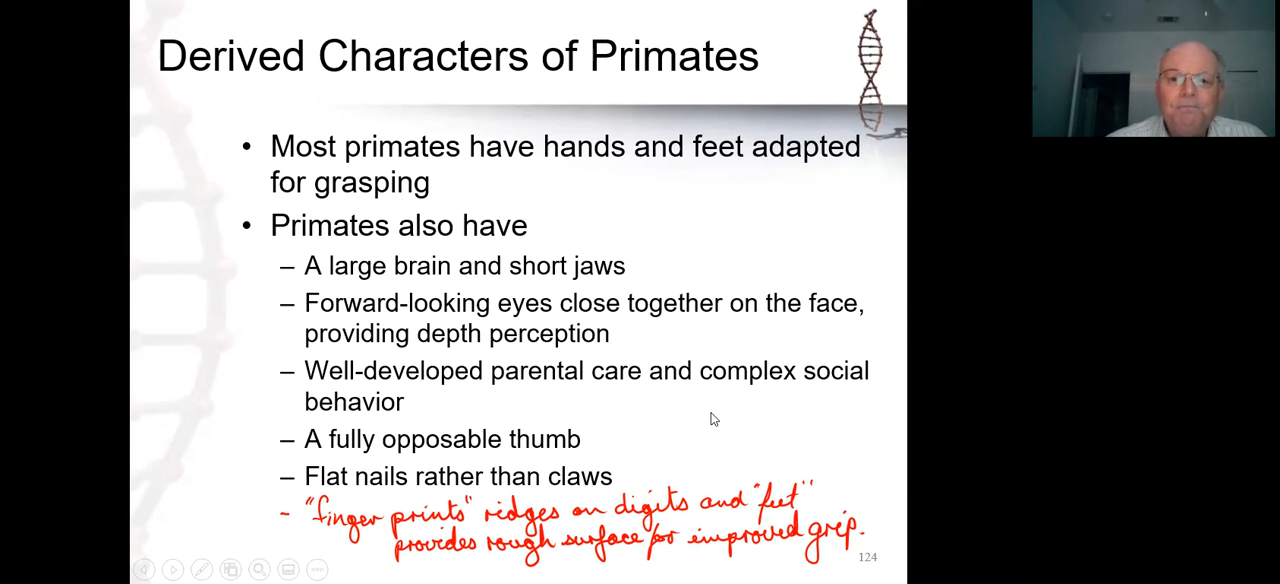 Derived Characters of Primates
• Most primates have hands and feet adapted
for grasping
• Primates also have
– A large brain and short jaws
– Forward-looking eyes close together on the face,
providing depth perception
– Well-developed parental care and complex social
behavior
– A fully opposable thumb
– Flat nails rather than claws
- "finger prints" ridges on digits and "feet"
provides rough surface for improved grip.
124